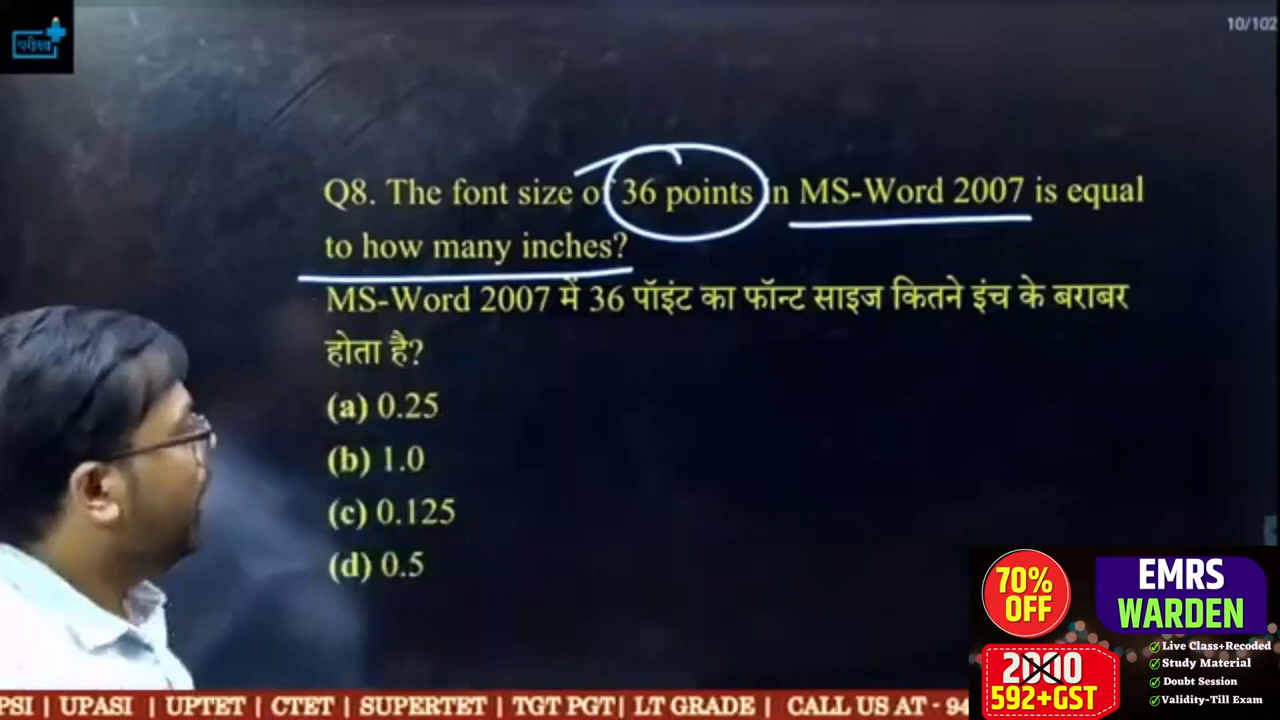 परीक्षा
10/102
Q8. The font size of 36 points in MS-Word 2007 is equal
to how many inches?
MS-Word 2007 में 36 पॉइंट का फॉन्ट साइज कितने इंच के बराबर
होता है?
(a) 0.25
(b) 1.0
(c) 0.125
(d) 0.5
70%
OFF
EMRS
WARDEN
2000
592+GST
Live Class+Recoded
Study Material
Doubt Session
Validity-Till Exam
PSI | UPASI | UPTET | CTET | SUPERTET | TGT PGT| LT GRADE | CALL US AT - 94